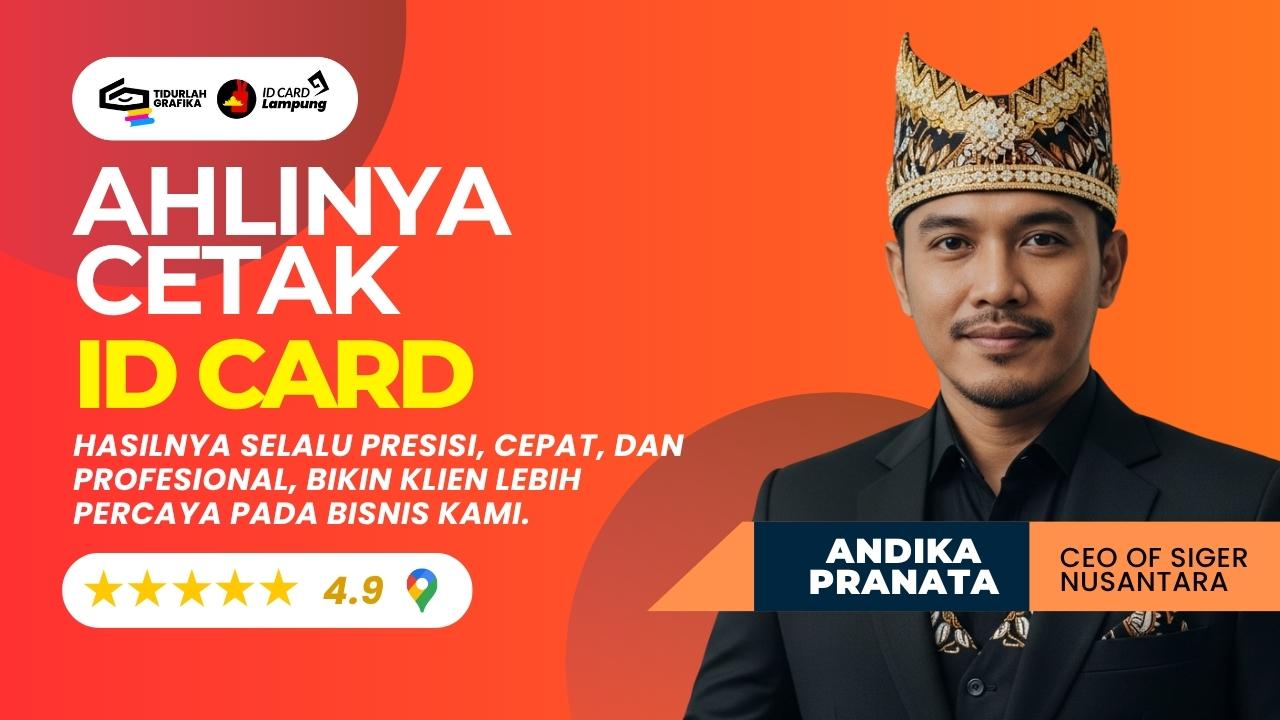 TIDURLAH
GRAFIKA
ID CARD
Lampung
AHLINYA
CETAK
ID CARD
HASILNYA SELALU PRESISI, CEPAT, DAN
PROFESIONAL, BIKIN KLIEN LEBIH
PERCAYA PADA BISNIS KAMI.
4.9
ANDIKA
PRANATA
CEO OF SIGER
NUSANTARA